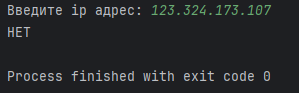 Введите ip адрес: 123.324.173.107
НЕТ
Process finished with exit code 0